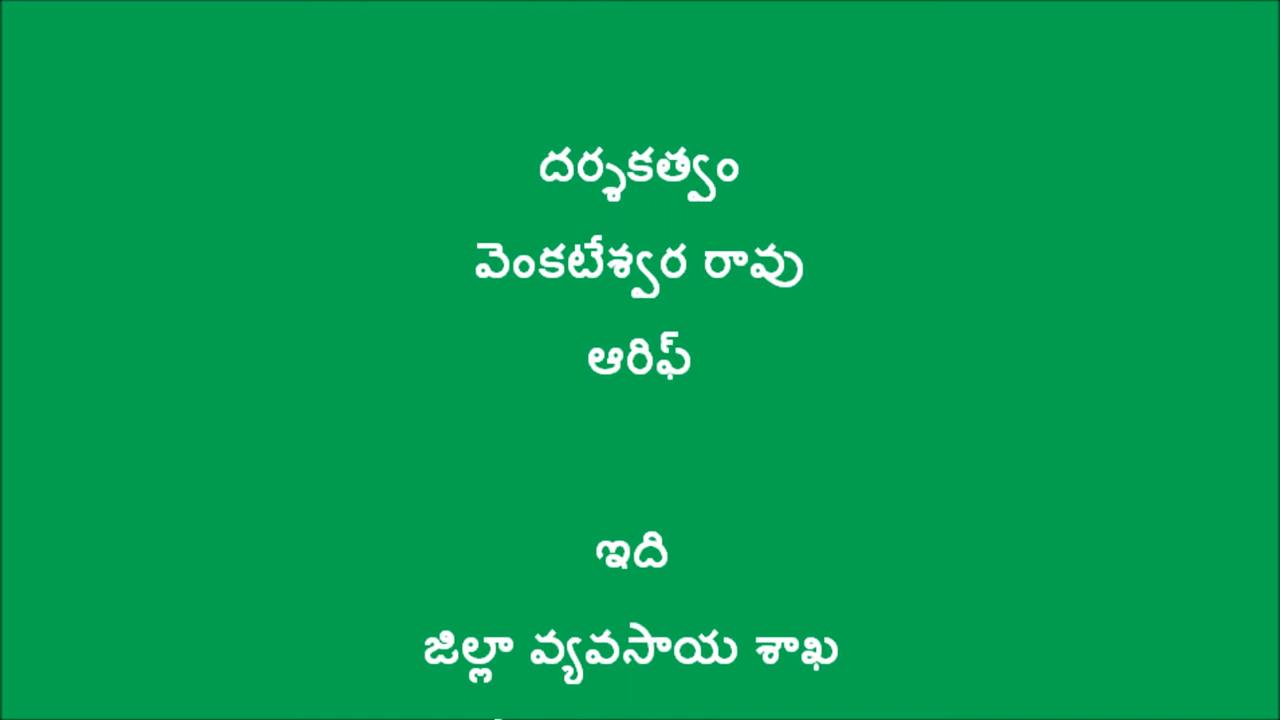 దర్శకత్వం
వెంకటేశ్వర రావు
ఆరిఫ్
ఇది
జిల్లా వ్యవసాయ శాఖ